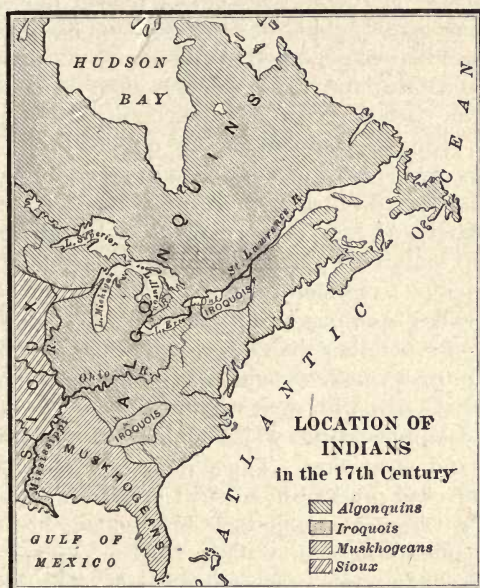 HUDSON
BAY
ALGONQUINS
L. Superior
L. Michigan
L. Huron
L. Erie
L. Ont.
St. Lawrence R.
IROQUOIS
SIOUX
Ohio R.
Mississippi R.
IROQUOIS
MUSKHOGEANS
GULF OF
MEXICO
ATLANTIC OCEAN
LOCATION OF
INDIANS
in the 17th Century
Algonquins
Iroquois
Muskhogeans
Sioux